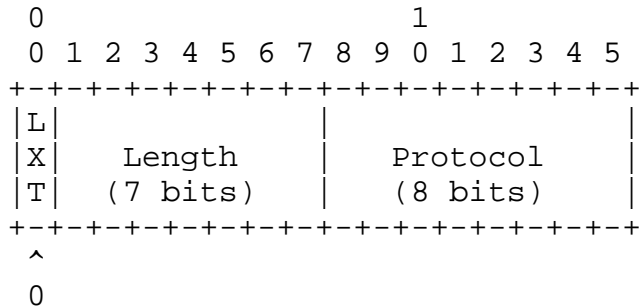 0                   1
 0 1 2 3 4 5 6 7 8 9 0 1 2 3 4 5
+-+-+-+-+-+-+-+-+-+-+-+-+-+-+-+-+
|L|             |               |
|X|   Length    |   Protocol    |
|T|  (7 bits)   |   (8 bits)    |
+-+-+-+-+-+-+-+-+-+-+-+-+-+-+-+-+
 ^
 0